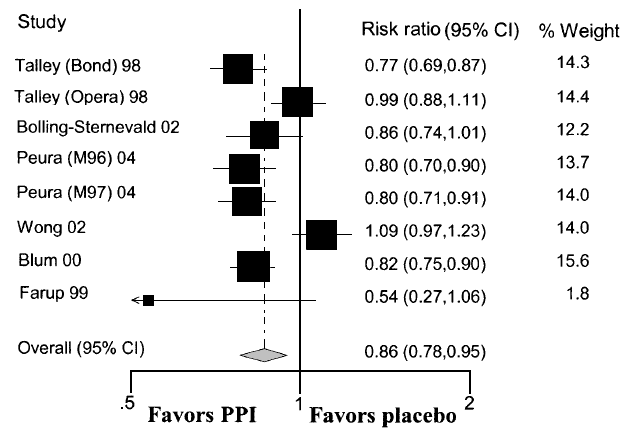 Study Risk ratio (95% CI) % Weight
Talley (Bond) 98 0.77 (0.69,0.87) 14.3
Talley (Opera) 98 0.99 (0.88,1.11) 14.4
Bolling-Sternevald 02 0.86 (0.74,1.01) 12.2
Peura (M96) 04 0.80 (0.70,0.90) 13.7
Peura (M97) 04 0.80 (0.71,0.91) 14.0
Wong 02 1.09 (0.97,1.23) 14.0
Blum 00 0.82 (0.75,0.90) 15.6
Farup 99 0.54 (0.27,1.06) 1.8
Overall (95% CI) 0.86 (0.78,0.95)
.5 1 2
Favors PPI Favors placebo